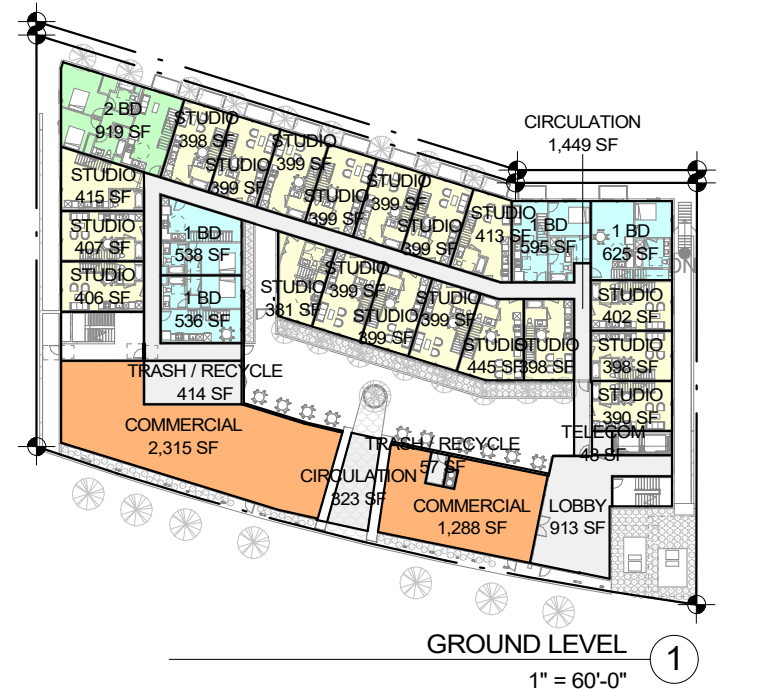 CIRCULATION
1,449 SF
2 BD
919 SF
STUDIO
398 SF
STUDIO
399 SF
STUDIO
399 SF
STUDIO
399 SF
STUDIO
399 SF
STUDIO
399 SF
STUDIO
413 SF
1 BD
595 SF
1 BD
625 SF
STUDIO
415 SF
STUDIO
407 SF
STUDIO
406 SF
1 BD
538 SF
1 BD
536 SF
STUDIO
381 SF
STUDIO
399 SF
STUDIO
399 SF
STUDIO
399 SF
STUDIO
445 SF
STUDIO
398 SF
DN
STUDIO
402 SF
STUDIO
398 SF
STUDIO
390 SF
TRASH / RECYCLE
414 SF
COMMERCIAL
2,315 SF
CIRCULATION
323 SF
TRASH / RECYCLE
57 SF
TELECOM
48 SF
COMMERCIAL
1,288 SF
LOBBY
913 SF
GROUND LEVEL
1
1" = 60'-0"